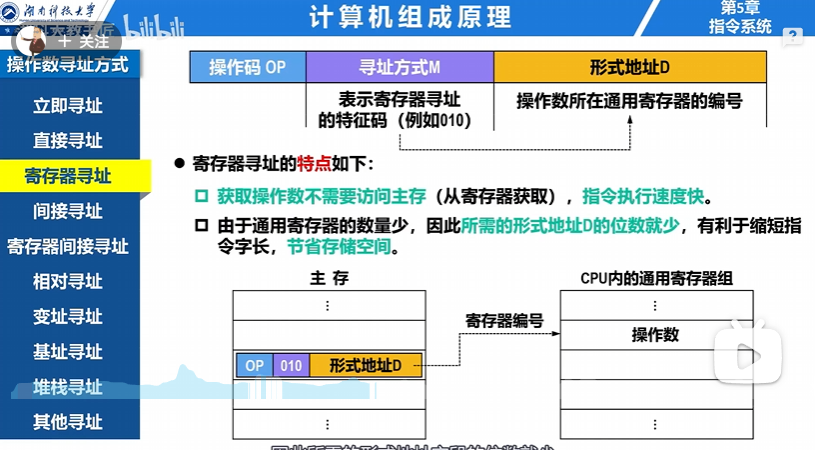 湖南科技大学
计算机组成原理
第5章
指令系统
+ 关注
bilibili
操作数寻址方式
立即寻址
直接寻址
寄存器寻址
间接寻址
寄存器间接寻址
相对寻址
变址寻址
基址寻址
堆栈寻址
其他寻址
操作码 OP
寻址方式M
形式地址D
表示寄存器寻址
的特征码（例如010）
操作数所在通用寄存器的编号
● 寄存器寻址的特点如下：
获取操作数不需要访问主存（从寄存器获取），指令执行速度快。
由于通用寄存器的数量少，因此所需的形式地址D的位数就少，有利于缩短指
令字长，节省存储空间。
主 存
CPU内的通用寄存器组
⋮
⋮
寄存器编号
操作数
OP
010
形式地址D
⋮
⋮